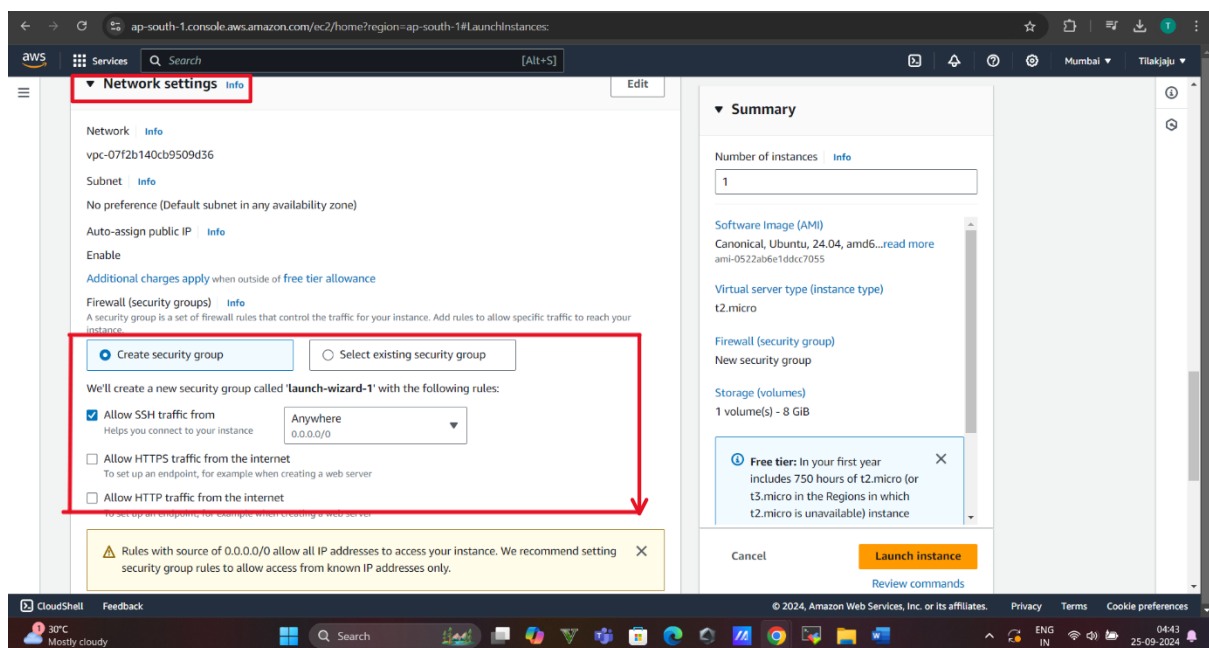 ap-south-1.console.aws.amazon.com/ec2/home?region=ap-south-1#LaunchInstances:
T
aws
Services
Search
[Alt+S]
Mumbai ▼
Tilakjaju ▼
▼ Network settings Info
Edit
Network Info
vpc-07f2b140cb9509d36
Subnet Info
No preference (Default subnet in any availability zone)
Auto-assign public IP Info
Enable
Additional charges apply when outside of free tier allowance
Firewall (security groups) Info
A security group is a set of firewall rules that control the traffic for your instance. Add rules to allow specific traffic to reach your
instance.
Create security group
Select existing security group
We'll create a new security group called 'launch-wizard-1' with the following rules:
Allow SSH traffic from
Helps you connect to your instance
Anywhere
0.0.0.0/0
Allow HTTPS traffic from the internet
To set up an endpoint, for example when creating a web server
Allow HTTP traffic from the internet
To set up an endpoint, for example when creating a web server
Rules with source of 0.0.0.0/0 allow all IP addresses to access your instance. We recommend setting
security group rules to allow access from known IP addresses only.
▼ Summary
Number of instances Info
1
Software Image (AMI)
Canonical, Ubuntu, 24.04, amd6...read more
ami-0522ab6e1ddcc7055
Virtual server type (instance type)
t2.micro
Firewall (security group)
New security group
Storage (volumes)
1 volume(s) - 8 GiB
Free tier: In your first year
includes 750 hours of t2.micro (or
t3.micro in the Regions in which
t2.micro is unavailable) instance
Cancel
Launch instance
Review commands
CloudShell
Feedback
© 2024, Amazon Web Services, Inc. or its affiliates.
Privacy
Terms
Cookie preferences
1
30°C
Mostly cloudy
Search
ENG
IN
04:43
25-09-2024